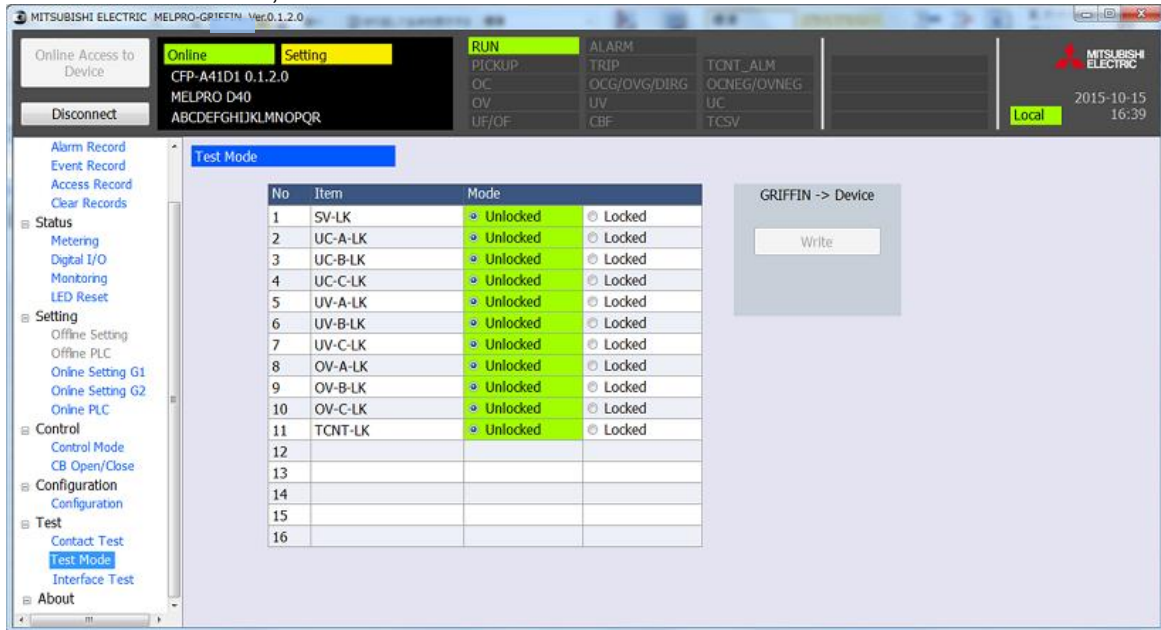 MITSUBISHI ELECTRIC MELPRO-GRIFFIN Ver.0.1.2.0
Online Access to
Device
Disconnect
Online Setting
CFP-A41D1 0.1.2.0
MELPRO D40
ABCDEFGHIJKLMNOPQR
RUN ALARM
PICKUP TRIP TCNT_ALM
OC OCG/OVG/DIRG OCNEG/OVNEG
OV UV UC
UF/OF CBF TCSV
MITSUBISHI
ELECTRIC
2015-10-15
Local 16:39
Alarm Record
Event Record
Access Record
Clear Records
Status
Metering
Digital I/O
Monitoring
LED Reset
Setting
Offline Setting
Offline PLC
Online Setting G1
Online Setting G2
Online PLC
Control
Control Mode
CB Open/Close
Configuration
Configuration
Test
Contact Test
Test Mode
Interface Test
About
Test Mode
No Item Mode
1 SV-LK Unlocked Locked
2 UC-A-LK Unlocked Locked
3 UC-B-LK Unlocked Locked
4 UC-C-LK Unlocked Locked
5 UV-A-LK Unlocked Locked
6 UV-B-LK Unlocked Locked
7 UV-C-LK Unlocked Locked
8 OV-A-LK Unlocked Locked
9 OV-B-LK Unlocked Locked
10 OV-C-LK Unlocked Locked
11 TCNT-LK Unlocked Locked
12
13
14
15
16
GRIFFIN -> Device
Write